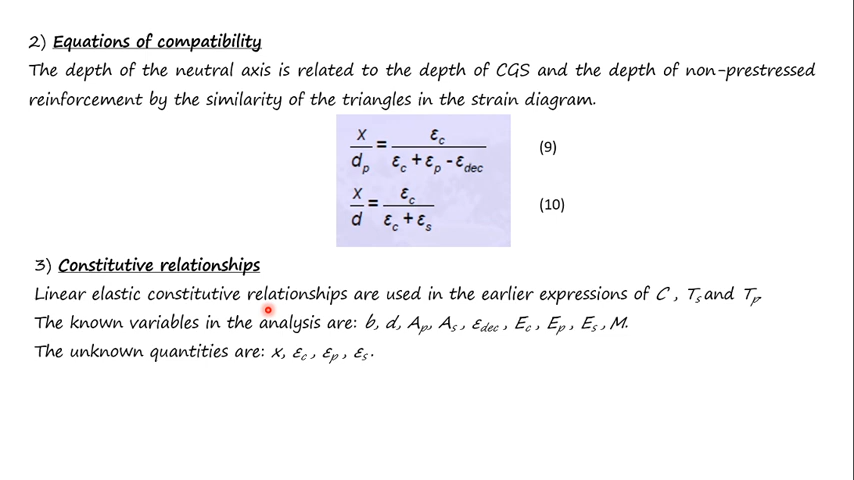 2) Equations of compatibility
The depth of the neutral axis is related to the depth of CGS and the depth of non-prestressed
reinforcement by the similarity of the triangles in the strain diagram.
x/d_p = ε_c/(ε_c + ε_p - ε_dec) (9)
x/d = ε_c/(ε_c + ε_s) (10)
3) Constitutive relationships
Linear elastic constitutive relationships are used in the earlier expressions of C , T_s and T_p
The known variables in the analysis are: b, d, A_p, A_s , ε_dec , E_c , E_p , E_s , M.
The unknown quantities are: x, ε_c , ε_p , ε_s .